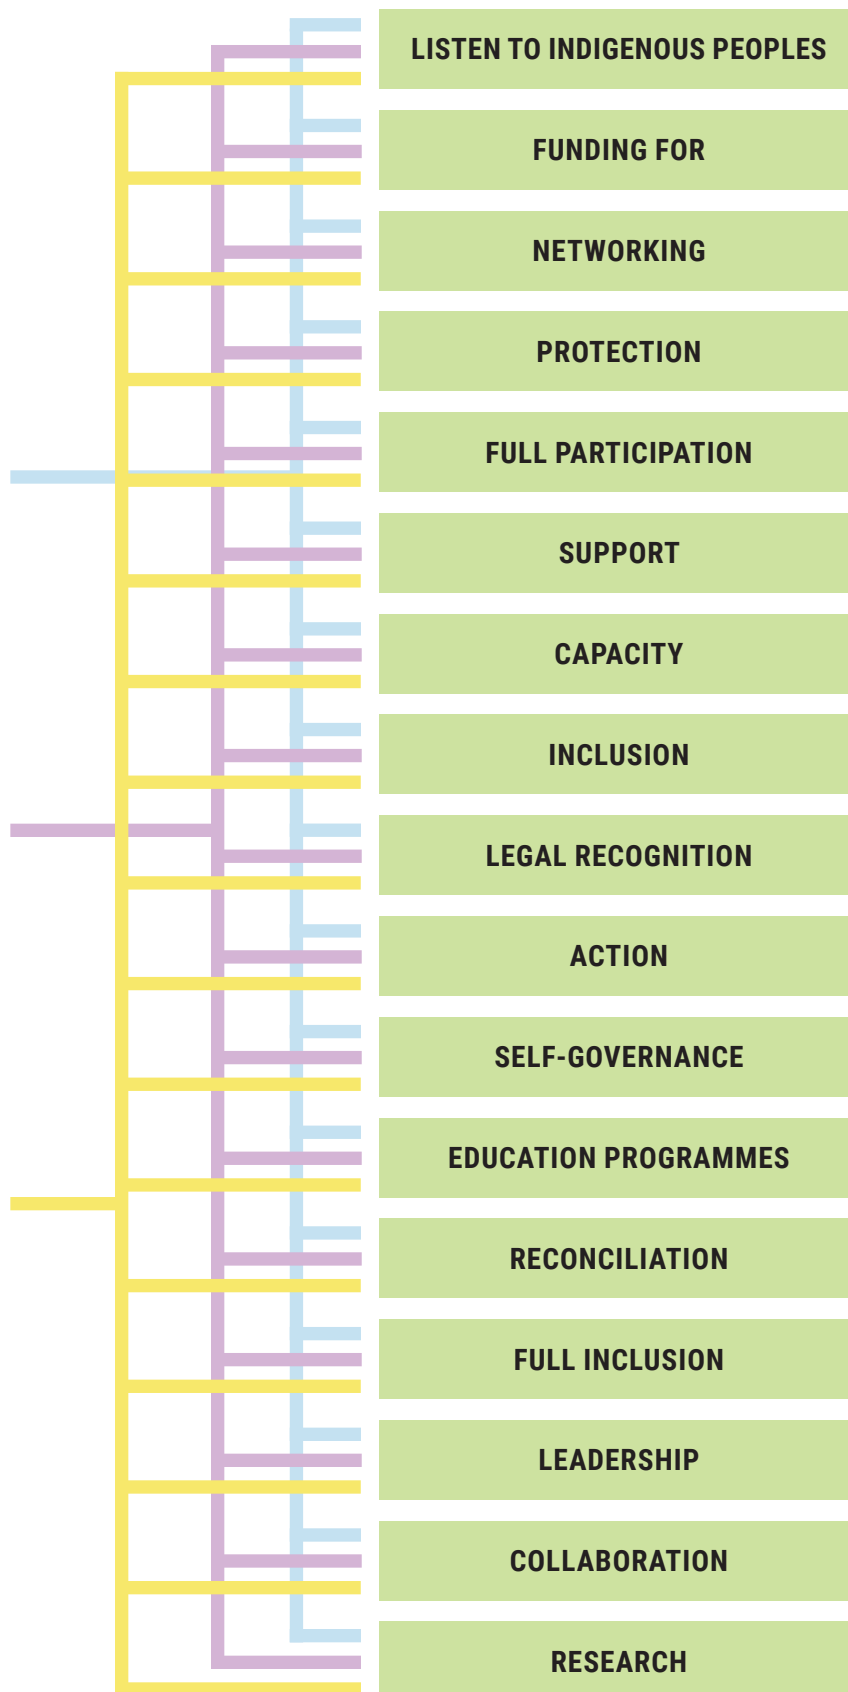 LISTEN TO INDIGENOUS PEOPLES
FUNDING FOR
NETWORKING
PROTECTION
FULL PARTICIPATION
SUPPORT
CAPACITY
INCLUSION
LEGAL RECOGNITION
ACTION
SELF-GOVERNANCE
EDUCATION PROGRAMMES
RECONCILIATION
FULL INCLUSION
LEADERSHIP
COLLABORATION
RESEARCH